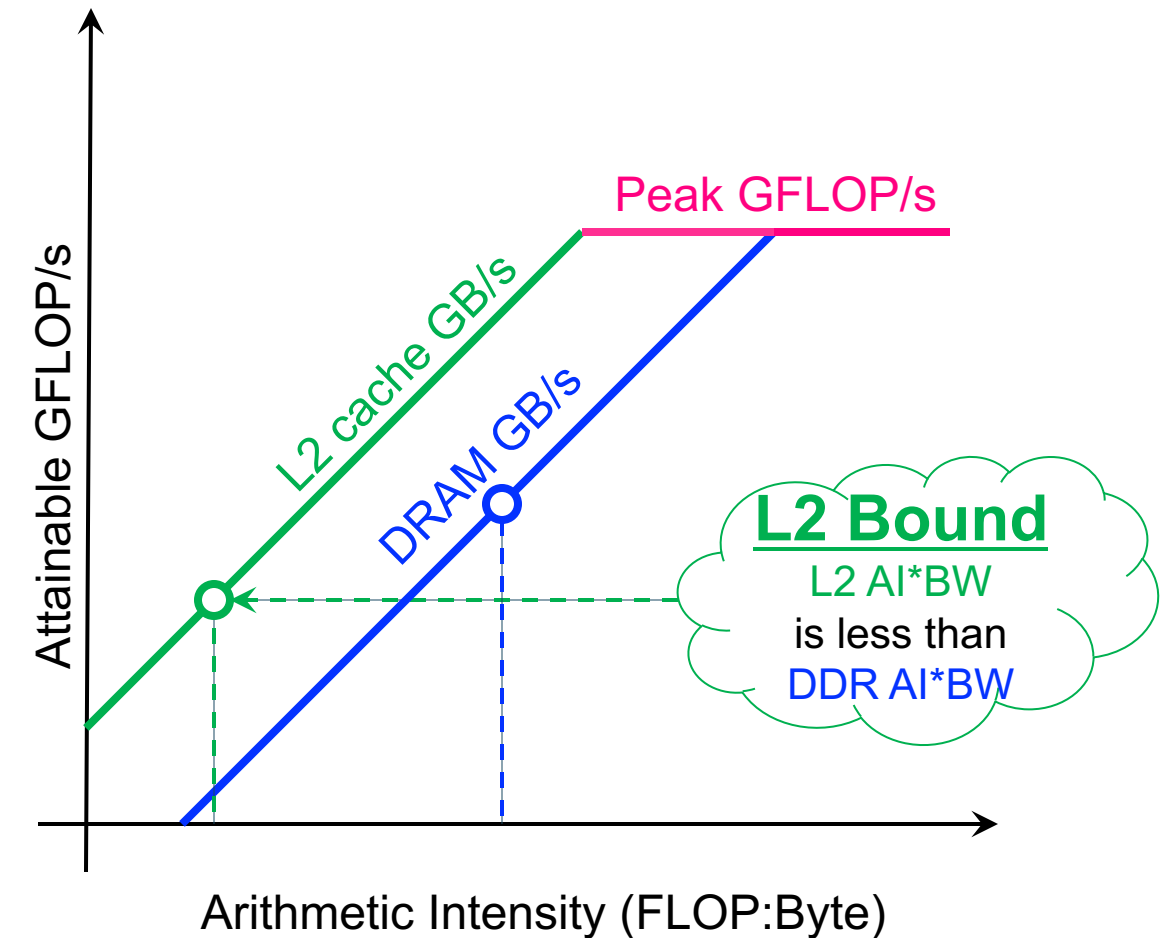 Peak GFLOP/s
Attainable GFLOP/s
L2 cache GB/s
DRAM GB/s
L2 Bound
L2 AI*BW
is less than
DDR AI*BW
Arithmetic Intensity (FLOP:Byte)